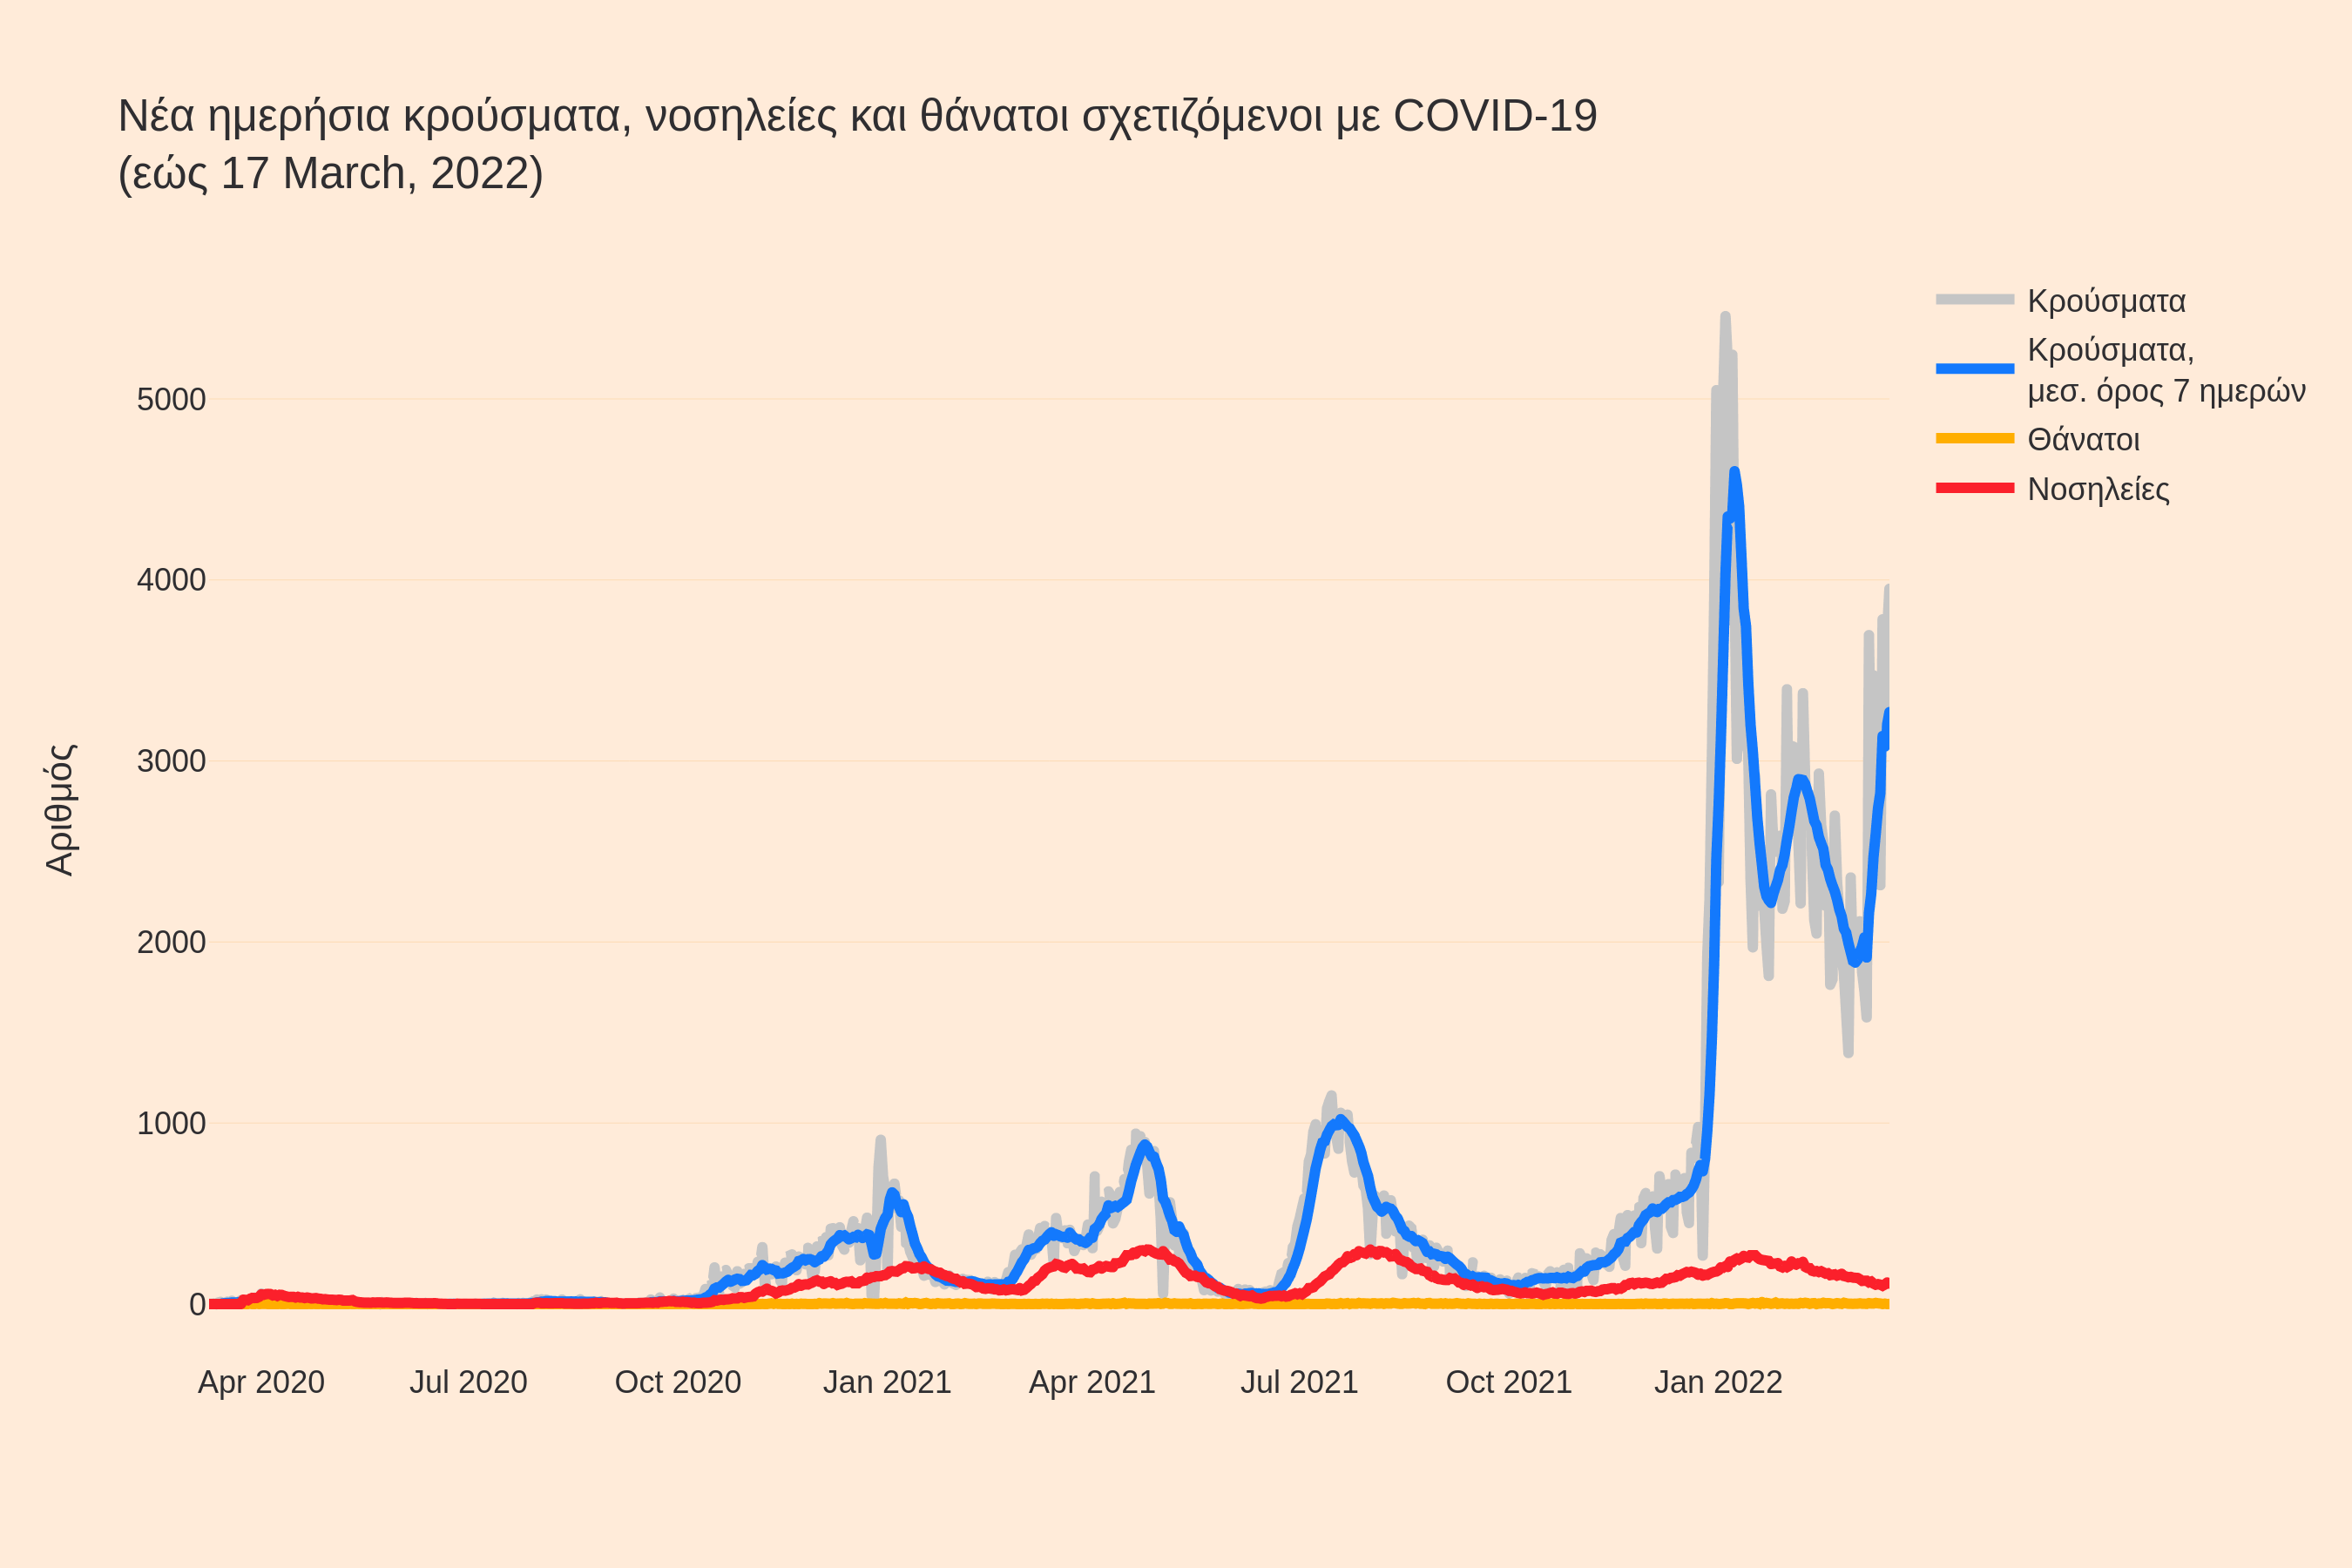 Νέα ημερήσια κρούσματα, νοσηλείες και θάνατοι σχετιζόμενοι με COVID-19
(εώς 17 March, 2022)
Κρούσματα
Κρούσματα,
μεσ. όρος 7 ημερών
Θάνατοι
Νοσηλείες
Αριθμός
5000
4000
3000
2000
1000
0
Apr 2020
Jul 2020
Oct 2020
Jan 2021
Apr 2021
Jul 2021
Oct 2021
Jan 2022